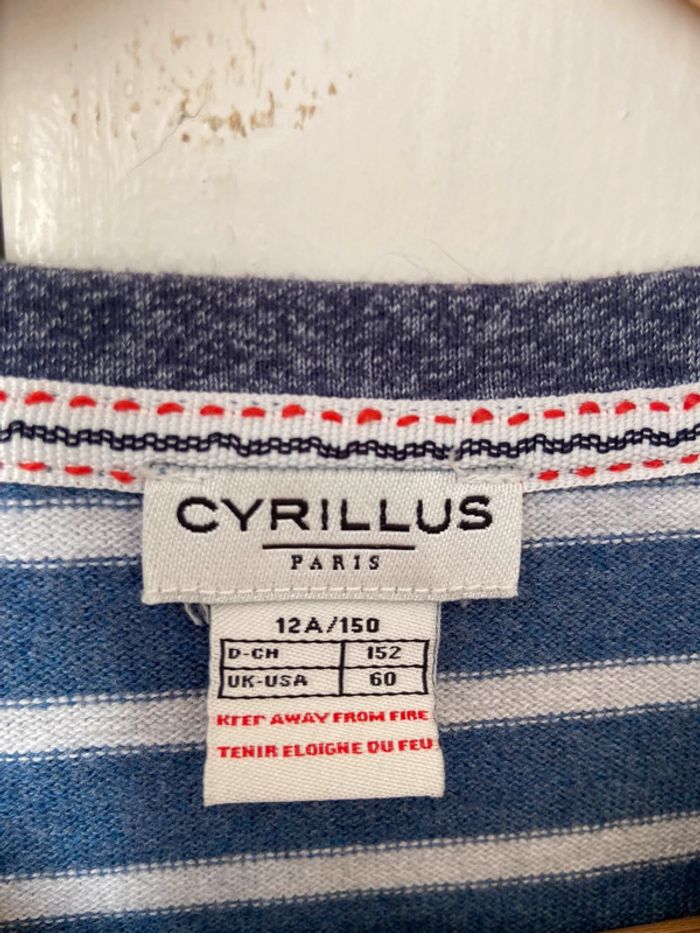 CYRILLUS
PARIS
12A/150
D-CH 152
UK-USA 60
KEEP AWAY FROM FIRE
TENIR ELOIGNE DU FEU